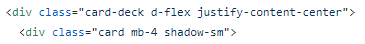 <div class="card-deck d-flex justify-content-center">
  <div class="card mb-4 shadow-sm">